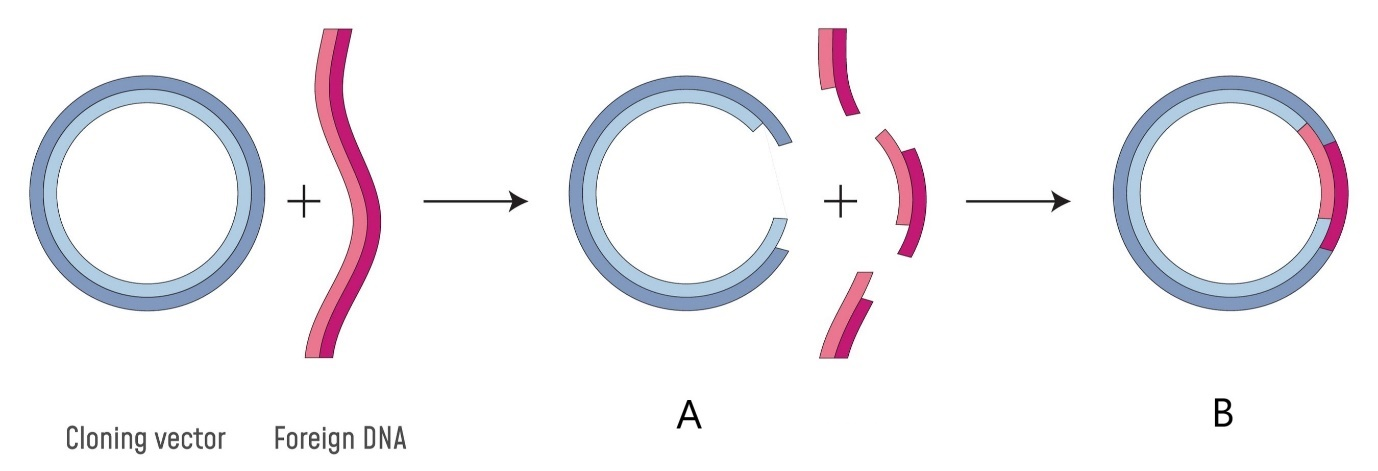 +
+
A
B
Cloning vector
Foreign DNA